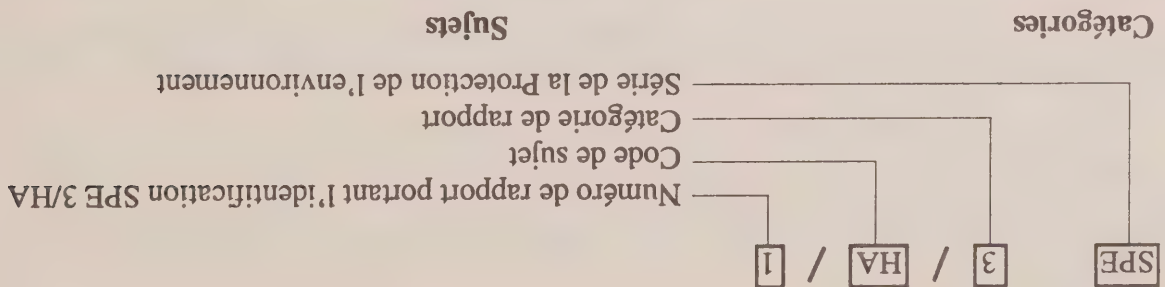 SPE 3 / HA / 1
Numéro de rapport portant l'identification SPE 3/HA
Code de sujet
Catégorie de rapport
Série de la Protection de l'environnement
Catégories Sujets